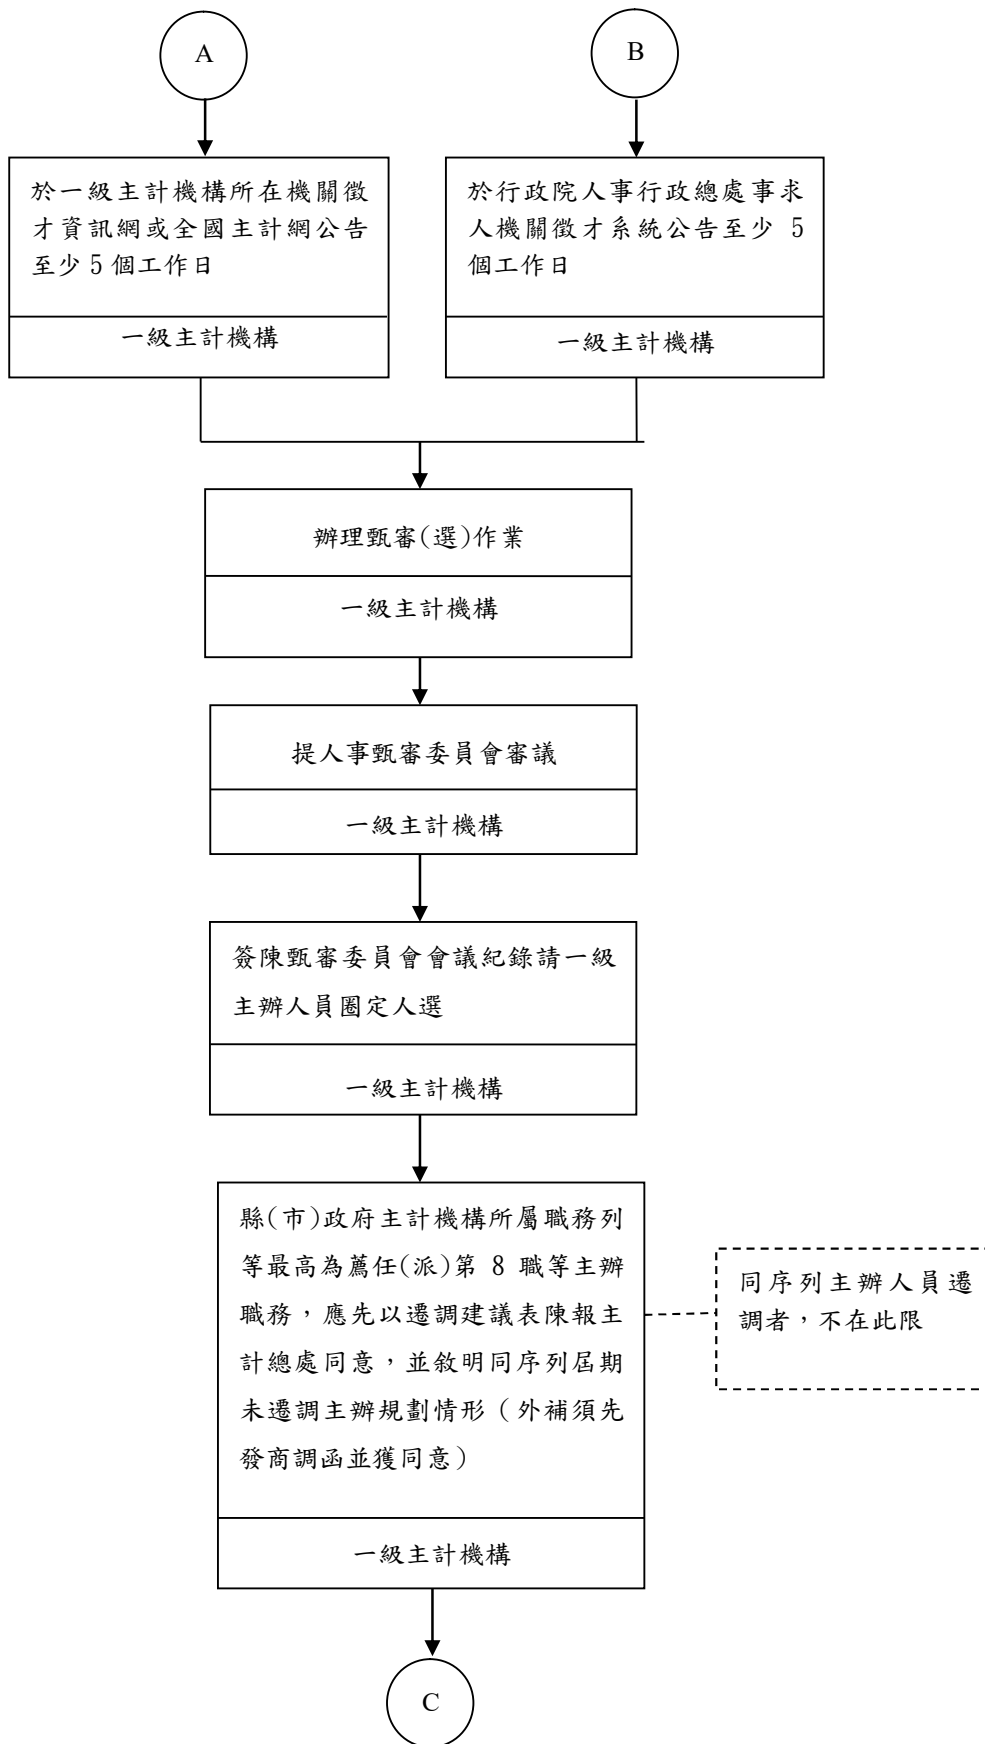 A
B
於一級主計機構所在機關徵
才資訊網或全國主計網公告
至少 5 個工作日
一級主計機構
於行政院人事行政總處事求
人機關徵才系統公告至少 5
個工作日
一級主計機構
辦理甄審(選)作業
一級主計機構
提人事甄審委員會審議
一級主計機構
簽陳甄審委員會會議紀錄請一級
主辦人員圈定人選
一級主計機構
縣(市)政府主計機構所屬職務列
等最高為薦任(派)第 8 職等主辦
職務,應先以遷調建議表陳報主
計總處同意,並敘明同序列屆期
未遷調主辦規劃情形(外補須先
發商調函並獲同意)
一級主計機構
同序列主辦人員遷
調者,不在此限
C